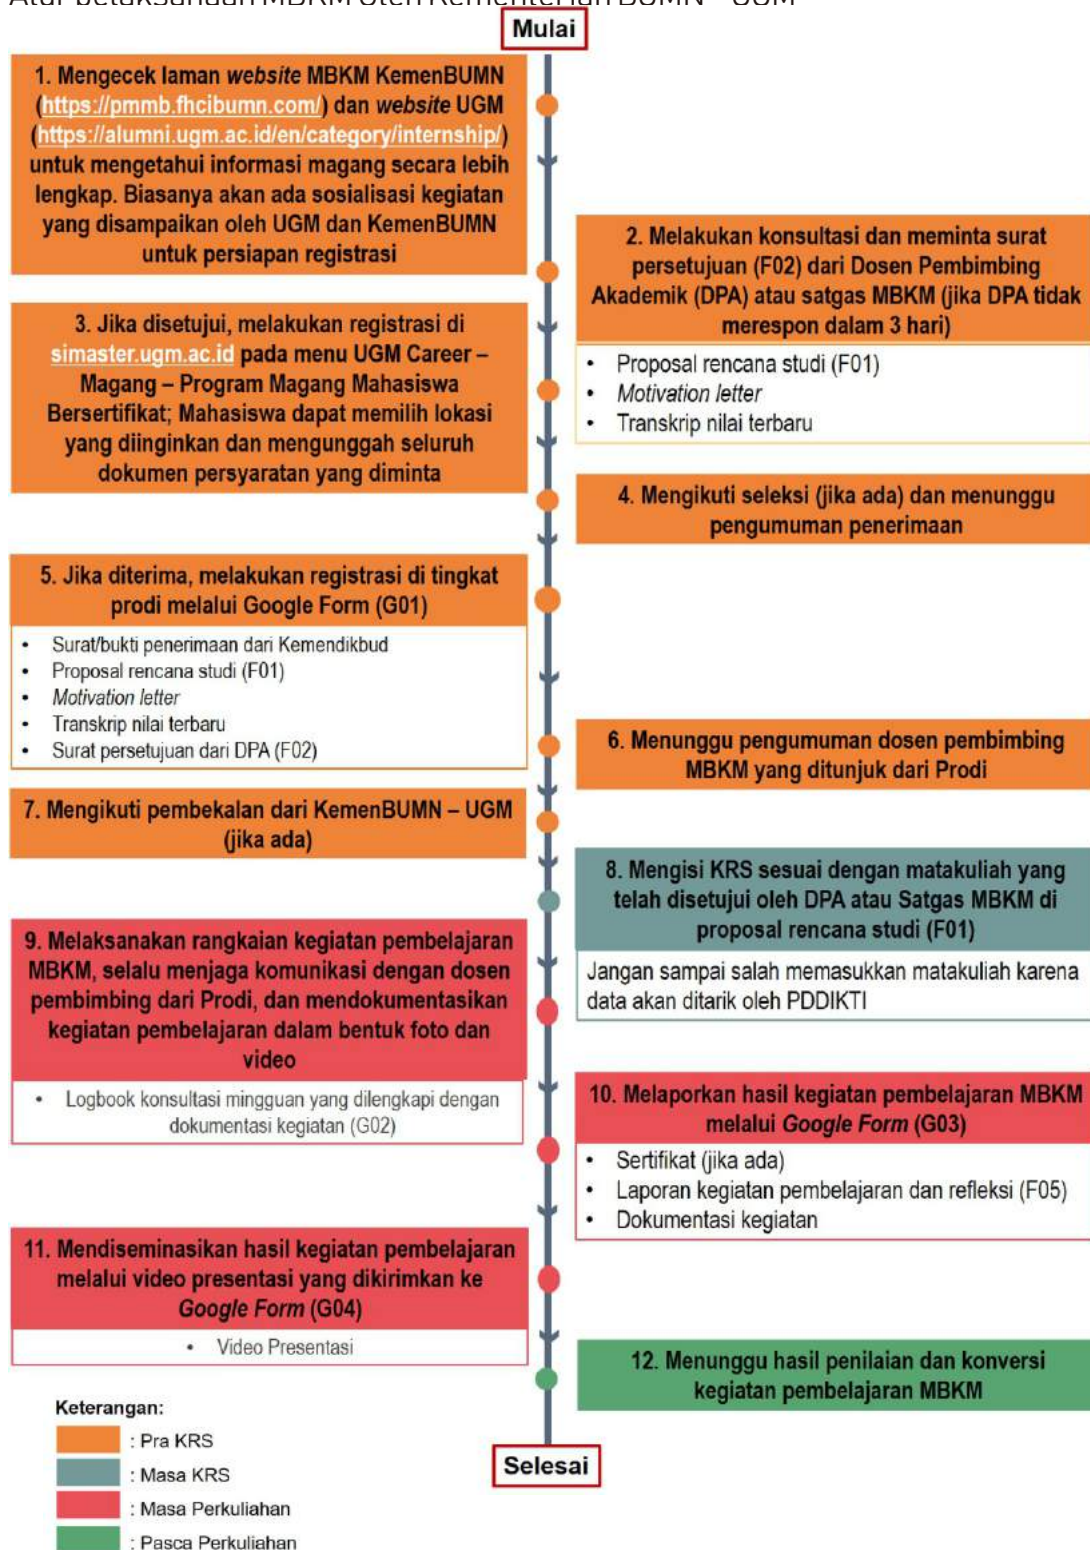 Alur pelaksanaan MBKM oleh Kementerian BUMN - UGM
Mulai
1. Mengecek laman website MBKM KemenBUMN
(https://pmmb.fhcibumn.com/) dan website UGM
(https://alumni.ugm.ac.id/en/category/internship/)
untuk mengetahui informasi magang secara lebih
lengkap. Biasanya akan ada sosialisasi kegiatan
yang disampaikan oleh UGM dan KemenBUMN
untuk persiapan registrasi
2. Melakukan konsultasi dan meminta surat
persetujuan (F02) dari Dosen Pembimbing
Akademik (DPA) atau satgas MBKM (jika DPA tidak
merespon dalam 3 hari)
• Proposal rencana studi (F01)
• Motivation letter
• Transkrip nilai terbaru
3. Jika disetujui, melakukan registrasi di
simaster.ugm.ac.id pada menu UGM Career –
Magang – Program Magang Mahasiswa
Bersertifikat; Mahasiswa dapat memilih lokasi
yang diinginkan dan mengunggah seluruh
dokumen persyaratan yang diminta
4. Mengikuti seleksi (jika ada) dan menunggu
pengumuman penerimaan
5. Jika diterima, melakukan registrasi di tingkat
prodi melalui Google Form (G01)
• Surat/bukti penerimaan dari Kemendikbud
• Proposal rencana studi (F01)
• Motivation letter
• Transkrip nilai terbaru
• Surat persetujuan dari DPA (F02)
6. Menunggu pengumuman dosen pembimbing
MBKM yang ditunjuk dari Prodi
7. Mengikuti pembekalan dari KemenBUMN – UGM
(jika ada)
8. Mengisi KRS sesuai dengan matakuliah yang
telah disetujui oleh DPA atau Satgas MBKM di
proposal rencana studi (F01)
Jangan sampai salah memasukkan matakuliah karena
data akan ditarik oleh PDDIKTI
9. Melaksanakan rangkaian kegiatan pembelajaran
MBKM, selalu menjaga komunikasi dengan dosen
pembimbing dari Prodi, dan mendokumentasikan
kegiatan pembelajaran dalam bentuk foto dan
video
• Logbook konsultasi mingguan yang dilengkapi dengan
dokumentasi kegiatan (G02)
10. Melaporkan hasil kegiatan pembelajaran MBKM
melalui Google Form (G03)
• Sertifikat (jika ada)
• Laporan kegiatan pembelajaran dan refleksi (F05)
• Dokumentasi kegiatan
11. Mendiseminasikan hasil kegiatan pembelajaran
melalui video presentasi yang dikirimkan ke
Google Form (G04)
• Video Presentasi
12. Menunggu hasil penilaian dan konversi
kegiatan pembelajaran MBKM
Selesai
Keterangan:
: Pra KRS
: Masa KRS
: Masa Perkuliahan
: Pasca Perkuliahan